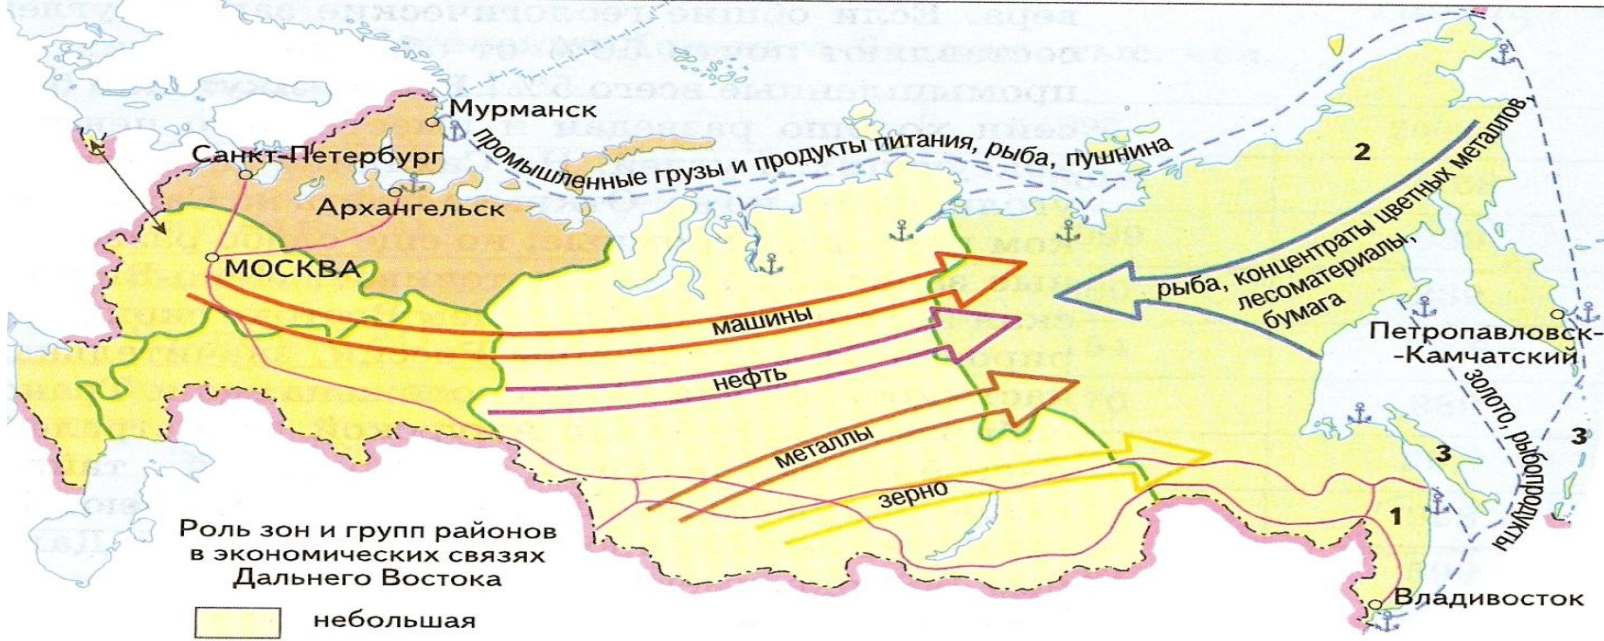 Мурманск
Санкт-Петербург
Архангельск
МОСКВА
промышленные грузы и продукты питания, рыба, пушнина
2
рыба, концентраты цветных металлов,
лесоматериалы,
бумага
машины
нефть
металлы
зерно
Петропавловск-
-Камчатский
золото, рыбопродукты
3
3
1
Владивосток
Роль зон и групп районов
в экономических связях
Дальнего Востока
небольшая